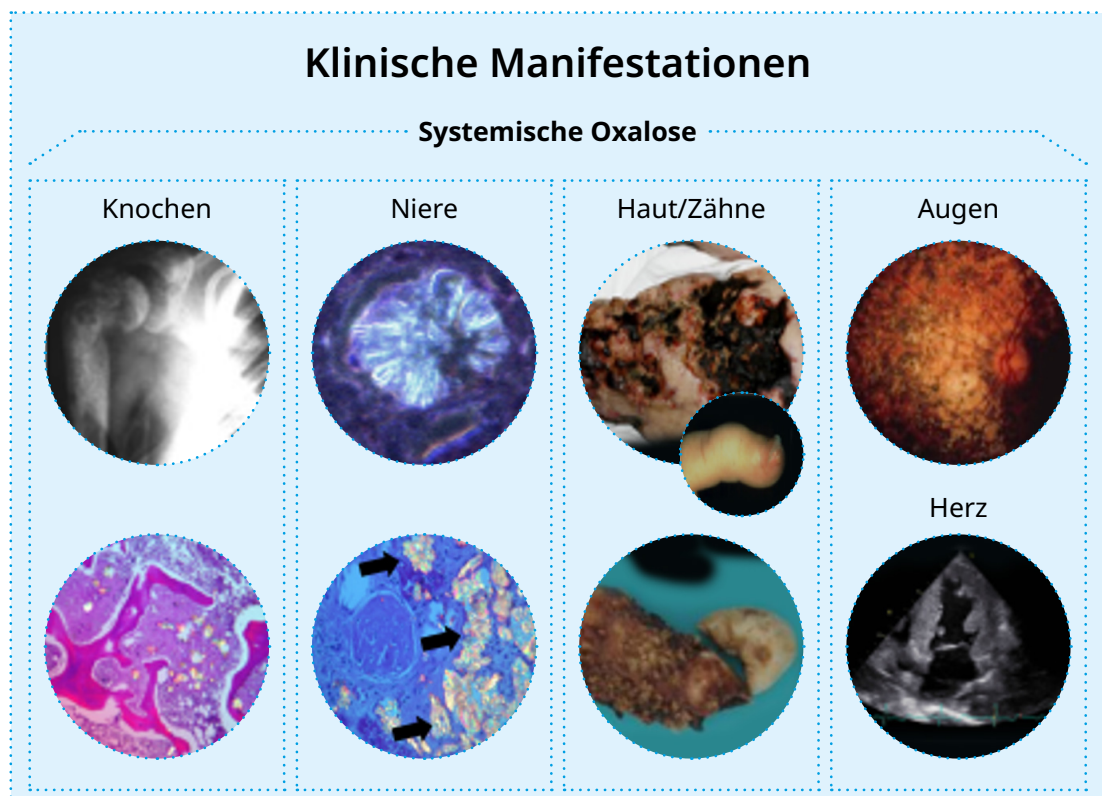 Klinische Manifestationen
Systemische Oxalose
Knochen
Niere
Haut/Zähne
Augen
Herz